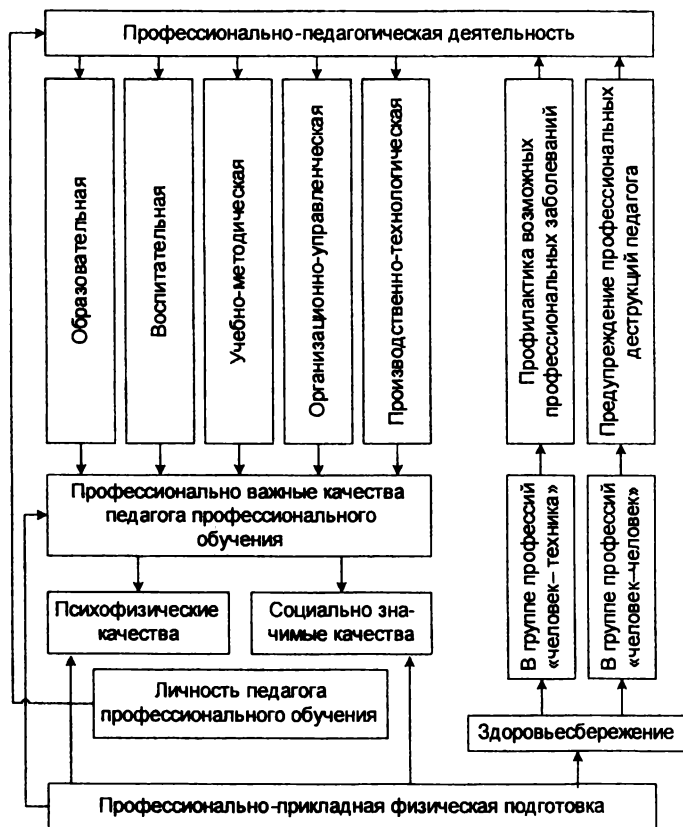 Профессионально-педагогическая деятельность
Образовательная
Воспитательная
Учебно-методическая
Организационно-управленческая
Производственно-технологическая
Профилактика возможных
профессиональных заболеваний
Предупреждение профессиональных
деструкций педагога
Профессионально важные качества
педагога профессионального
обучения
В группе профессий
«человек–техника»
В группе профессий
«человек–человек»
Психофизические
качества
Социально зна-
чимые качества
Личность педагога
профессионального обучения
Здоровьесбережение
Профессионально-прикладная физическая подготовка